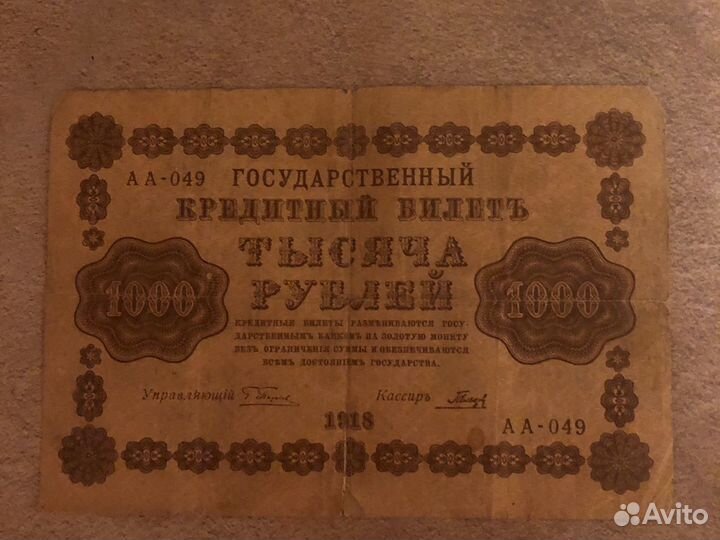 АА-049 ГОСУДАРСТВЕННЫЙ
КРЕДИТНЫЙ БИЛЕТЪ
ТЫСЯЧА
РУБЛЕЙ
1000 1000
КРЕДИТНЫЕ БИЛЕТЫ РАЗМѢНИВАЮТСЯ ГОСУ-
ДАРСТВЕННЫМЪ БАНКОМЪ НА ЗОЛОТУЮ МОНЕТУ
БЕЗЪ ОГРАНИЧЕНІЯ СУММЫ И ОБЕЗПЕЧИВАЮТСЯ
ВСѢМЪ ДОСТОЯНІЕМЪ ГОСУДАРСТВА.
Управляющій Кассиръ
1918
АА-049
Avito